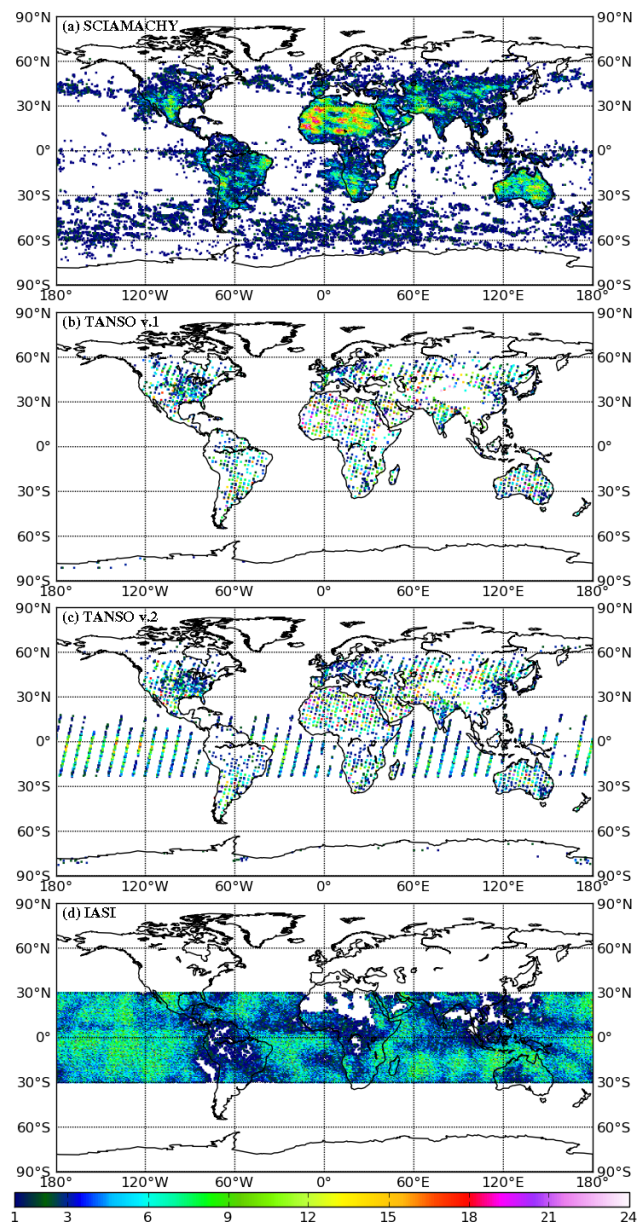 90°N (a) SCIAMACHY 90°N
60°N 60°N
30°N 30°N
0° 0°
30°S 30°S
60°S 60°S
90°S 90°S
180° 120°W 60°W 0° 60°E 120°E 180°
90°N (b) TANSO v.1 90°N
60°N 60°N
30°N 30°N
0° 0°
30°S 30°S
60°S 60°S
90°S 90°S
180° 120°W 60°W 0° 60°E 120°E 180°
90°N (c) TANSO v.2 90°N
60°N 60°N
30°N 30°N
0° 0°
30°S 30°S
60°S 60°S
90°S 90°S
180° 120°W 60°W 0° 60°E 120°E 180°
90°N (d) IASI 90°N
60°N 60°N
30°N 30°N
0° 0°
30°S 30°S
60°S 60°S
90°S 90°S
180° 120°W 60°W 0° 60°E 120°E 180°
1 3 6 9 12 15 18 21 24